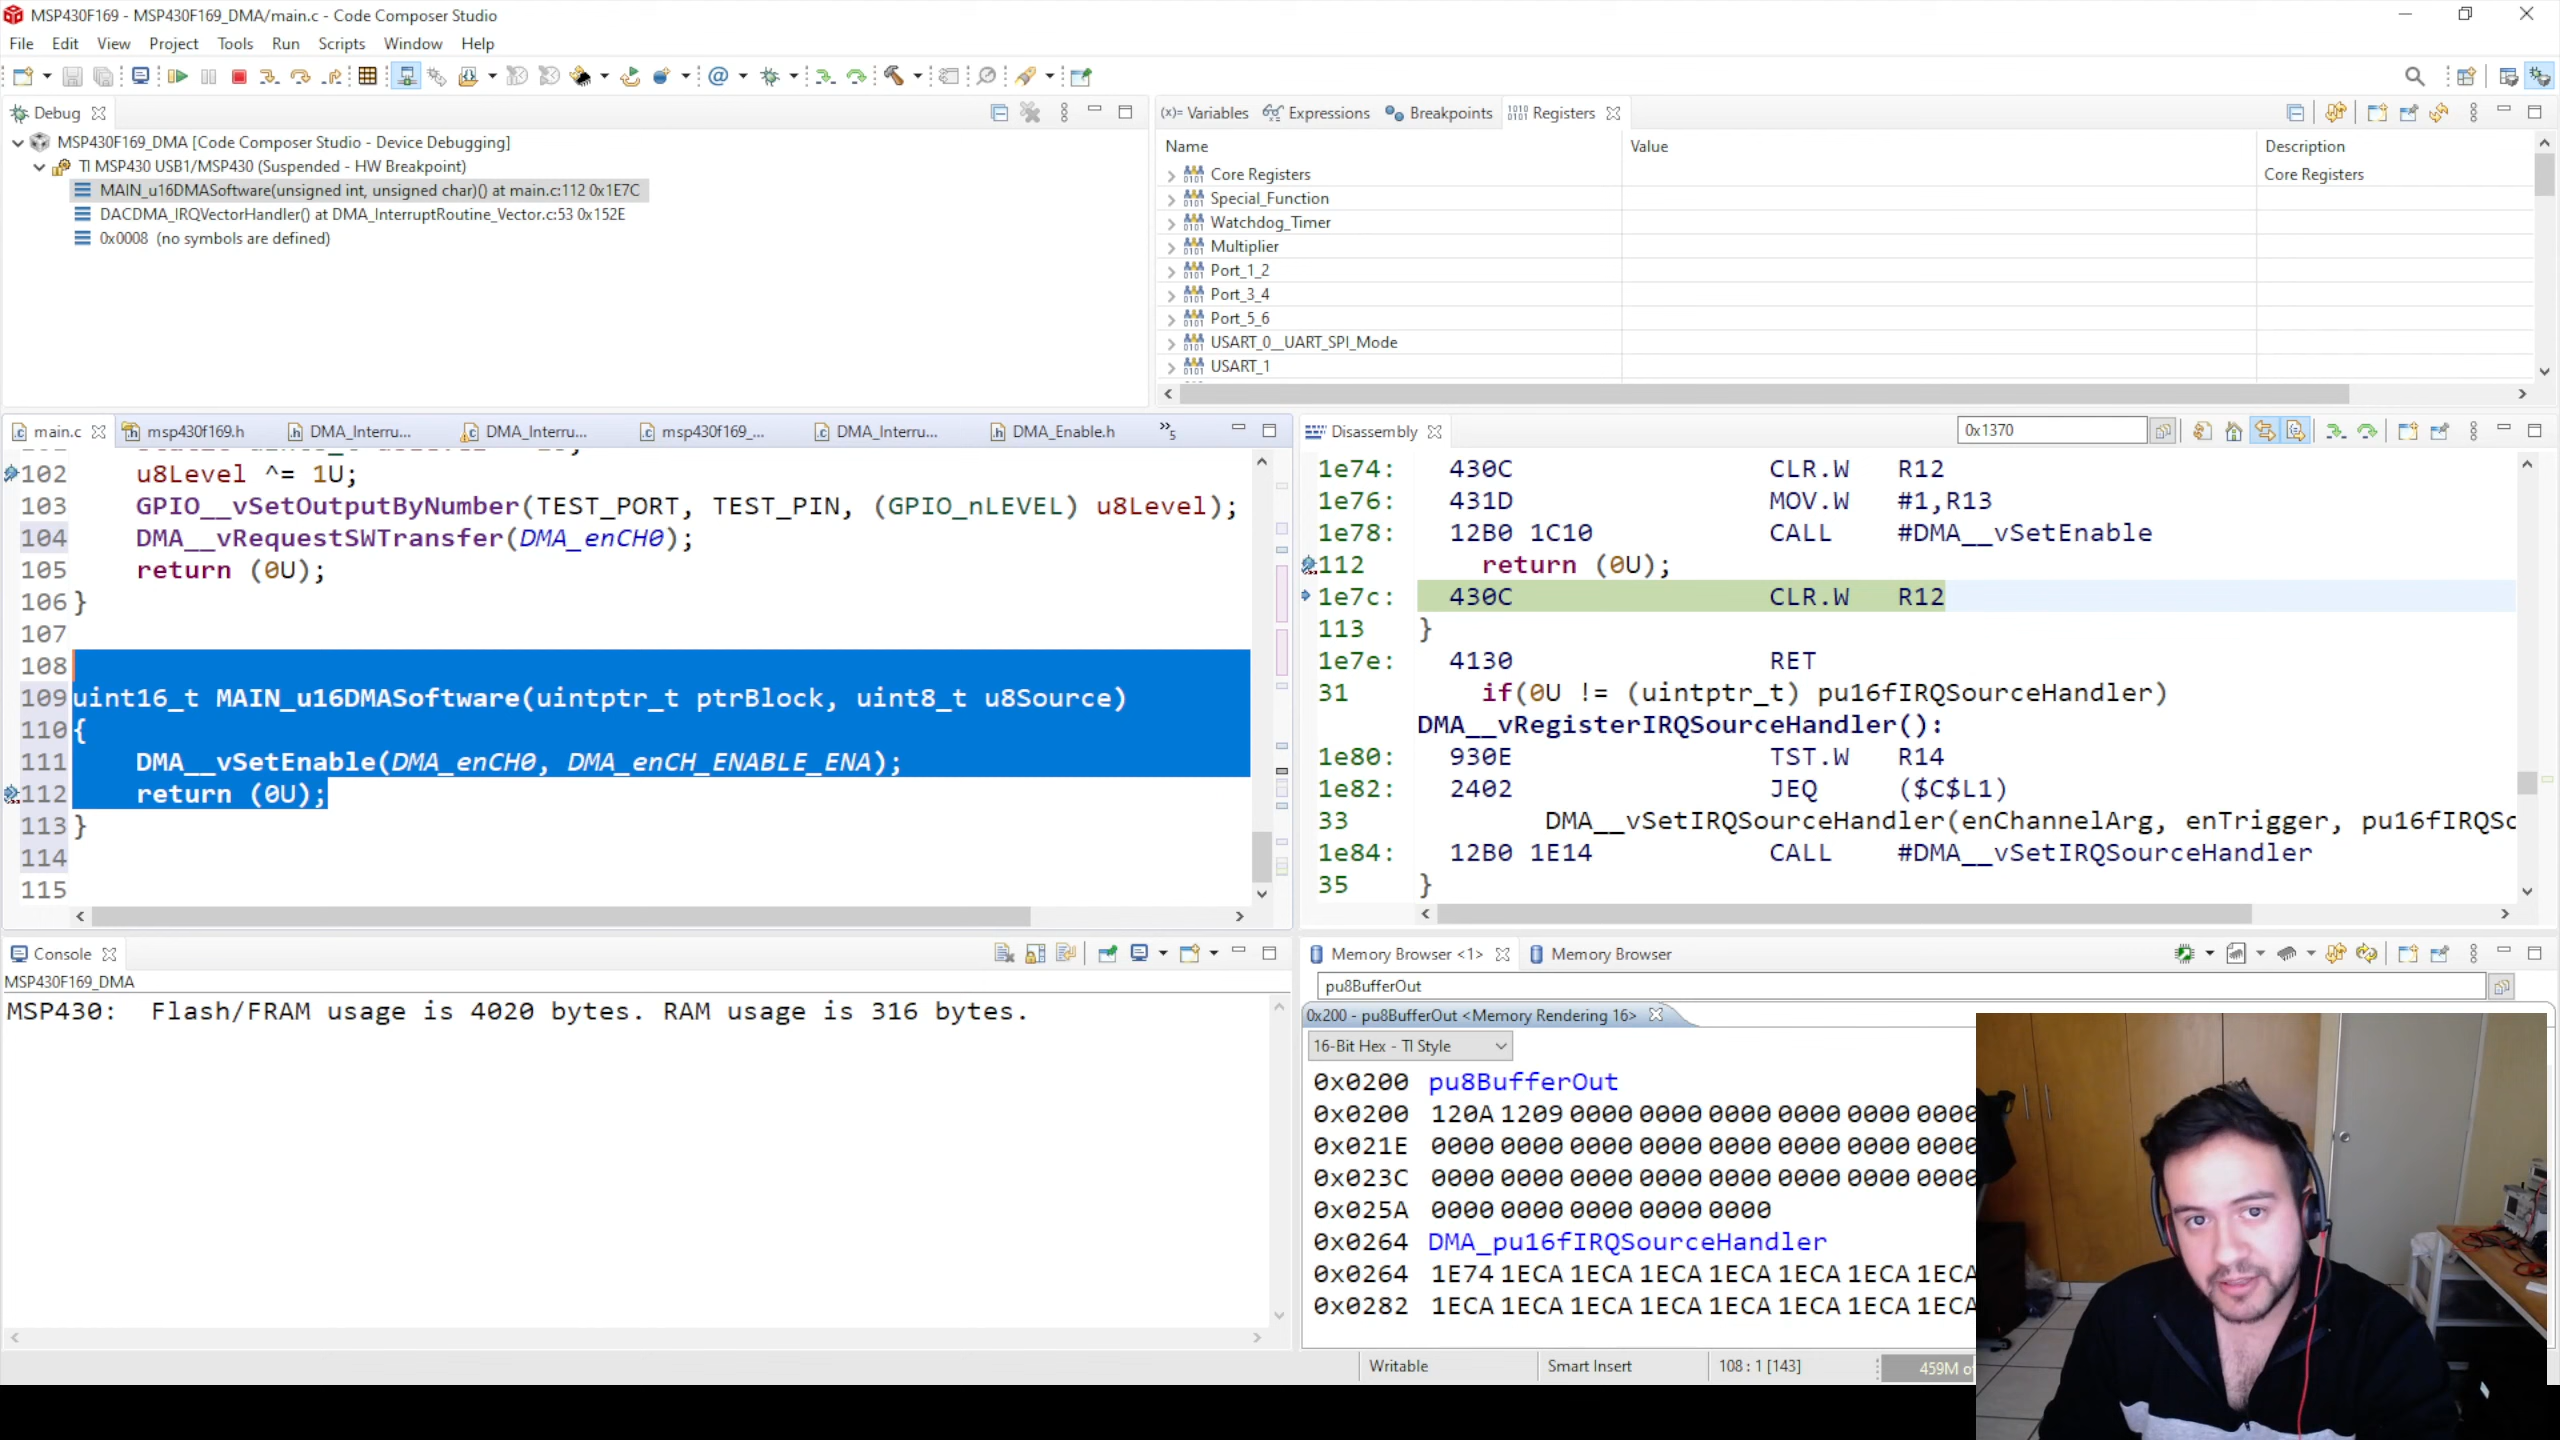 MSP430F169 - MSP430F169_DMA/main.c - Code Composer Studio
File Edit View Project Tools Run Scripts Window Help
Debug
MSP430F169_DMA [Code Composer Studio - Device Debugging]
TI MSP430 USB1/MSP430 (Suspended - HW Breakpoint)
MAIN_u16DMASoftware(unsigned int, unsigned char)() at main.c:112 0x1E7C
DACDMA_IRQVectorHandler() at DMA_InterruptRoutine_Vector.c:53 0x152E
0x0008 (no symbols are defined)
(x)= Variables Expressions Breakpoints Registers
Name Value Description
Core Registers Core Registers
Special_Function
Watchdog_Timer
Multiplier
Port_1_2
Port_3_4
Port_5_6
USART_0__UART_SPI_Mode
USART_1
main.c msp430f169.h DMA_Interru... DMA_Interru... msp430f169_... DMA_Interru... DMA_Enable.h »5
102 u8Level ^= 1U;
103 GPIO__vSetOutputByNumber(TEST_PORT, TEST_PIN, (GPIO_nLEVEL) u8Level);
104 DMA__vRequestSWTransfer(DMA_enCH0);
105 return (0U);
106 }
107
108
109 uint16_t MAIN_u16DMASoftware(uintptr_t ptrBlock, uint8_t u8Source)
110 {
111 DMA__vSetEnable(DMA_enCH0, DMA_enCH_ENABLE_ENA);
112 return (0U);
113 }
114
115
Disassembly 0x1370
1e74: 430C CLR.W R12
1e76: 431D MOV.W #1,R13
1e78: 12B0 1C10 CALL #DMA__vSetEnable
112 return (0U);
1e7c: 430C CLR.W R12
113 }
1e7e: 4130 RET
31 if(0U != (uintptr_t) pu16fIRQSourceHandler)
DMA__vRegisterIRQSourceHandler():
1e80: 930E TST.W R14
1e82: 2402 JEQ ($C$L1)
33 DMA__vSetIRQSourceHandler(enChannelArg, enTrigger, pu16fIRQSc
1e84: 12B0 1E14 CALL #DMA__vSetIRQSourceHandler
35 }
Console
MSP430F169_DMA
MSP430: Flash/FRAM usage is 4020 bytes. RAM usage is 316 bytes.
Memory Browser <1> Memory Browser
pu8BufferOut
0x200 - pu8BufferOut <Memory Rendering 16>
16-Bit Hex - TI Style
0x0200 pu8BufferOut
0x0200 120A 1209 0000 0000 0000 0000 0000 0000
0x021E 0000 0000 0000 0000 0000 0000 0000 0000
0x023C 0000 0000 0000 0000 0000 0000 0000 0000
0x025A 0000 0000 0000 0000 0000
0x0264 DMA_pu16fIRQSourceHandler
0x0264 1E74 1ECA 1ECA 1ECA 1ECA 1ECA 1ECA 1ECA
0x0282 1ECA 1ECA 1ECA 1ECA 1ECA 1ECA 1ECA 1ECA
Writable Smart Insert 108 : 1 [143] 459M